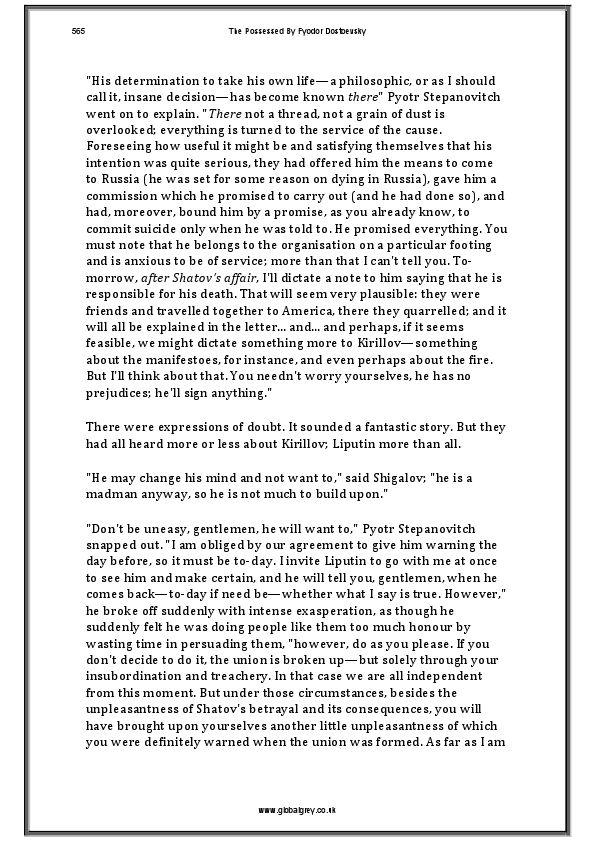 565 The Possessed By Fyodor Dostoevsky
"His determination to take his own life—a philosophic, or as I should
call it, insane decision—has become known there" Pyotr Stepanovitch
went on to explain. "There not a thread, not a grain of dust is
overlooked; everything is turned to the service of the cause.
Foreseeing how useful it might be and satisfying themselves that his
intention was quite serious, they had offered him the means to come
to Russia (he was set for some reason on dying in Russia), gave him a
commission which he promised to carry out (and he had done so), and
had, moreover, bound him by a promise, as you already know, to
commit suicide only when he was told to. He promised everything. You
must note that he belongs to the organisation on a particular footing
and is anxious to be of service; more than that I can't tell you. To-
morrow, after Shatov's affair, I'll dictate a note to him saying that he is
responsible for his death. That will seem very plausible: they were
friends and travelled together to America, there they quarrelled; and it
will all be explained in the letter... and... and perhaps, if it seems
feasible, we might dictate something more to Kirillov—something
about the manifestoes, for instance, and even perhaps about the fire.
But I'll think about that. You needn't worry yourselves, he has no
prejudices; he'll sign anything."
There were expressions of doubt. It sounded a fantastic story. But they
had all heard more or less about Kirillov; Liputin more than all.
"He may change his mind and not want to," said Shigalov; "he is a
madman anyway, so he is not much to build upon."
"Don't be uneasy, gentlemen, he will want to," Pyotr Stepanovitch
snapped out. "I am obliged by our agreement to give him warning the
day before, so it must be to-day. I invite Liputin to go with me at once
to see him and make certain, and he will tell you, gentlemen, when he
comes back—to-day if need be—whether what I say is true. However,"
he broke off suddenly with intense exasperation, as though he
suddenly felt he was doing people like them too much honour by
wasting time in persuading them, "however, do as you please. If you
don't decide to do it, the union is broken up—but solely through your
insubordination and treachery. In that case we are all independent
from this moment. But under those circumstances, besides the
unpleasantness of Shatov's betrayal and its consequences, you will
have brought upon yourselves another little unpleasantness of which
you were definitely warned when the union was formed. As far as I am
www.globalgrey.co.uk